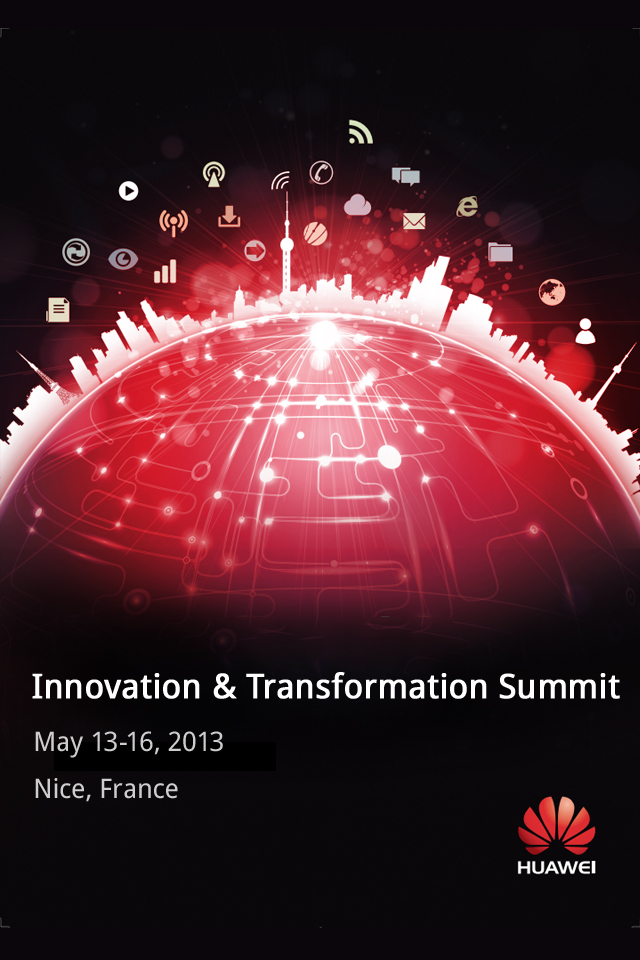 Innovation & Transformation Summit
May 13-16, 2013
Nice, France
HUAWEI